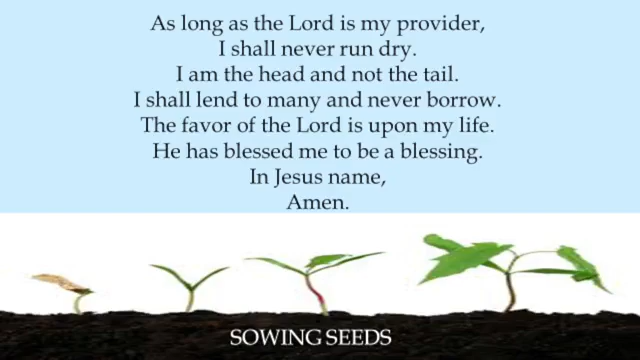 As long as the Lord is my provider,
I shall never run dry.
I am the head and not the tail.
I shall lend to many and never borrow.
The favor of the Lord is upon my life.
He has blessed me to be a blessing.
In Jesus name,
Amen.
SOWING SEEDS